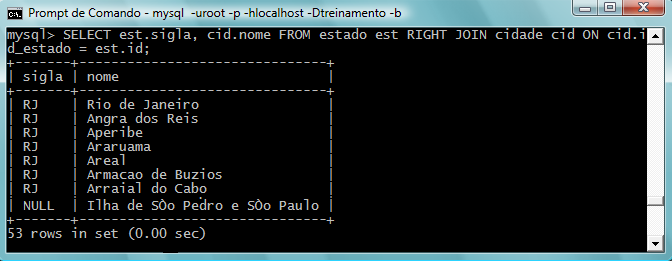 Prompt de Comando - mysql -uroot -p -hlocalhost -Dtreinamento -b
mysql> SELECT est.sigla, cid.nome FROM estado est RIGHT JOIN cidade cid ON cid.i
d_estado = est.id;
+-------+------------------------------+
| sigla | nome                         |
+-------+------------------------------+
| RJ    | Rio de Janeiro               |
| RJ    | Angra dos Reis               |
| RJ    | Aperibe                      |
| RJ    | Araruama                     |
| RJ    | Areal                        |
| RJ    | Armacao de Buzios            |
| RJ    | Arraial do Cabo              |
| NULL  | Ilha de SÒo Pedro e SÒo Paulo |
+-------+------------------------------+
53 rows in set (0.00 sec)